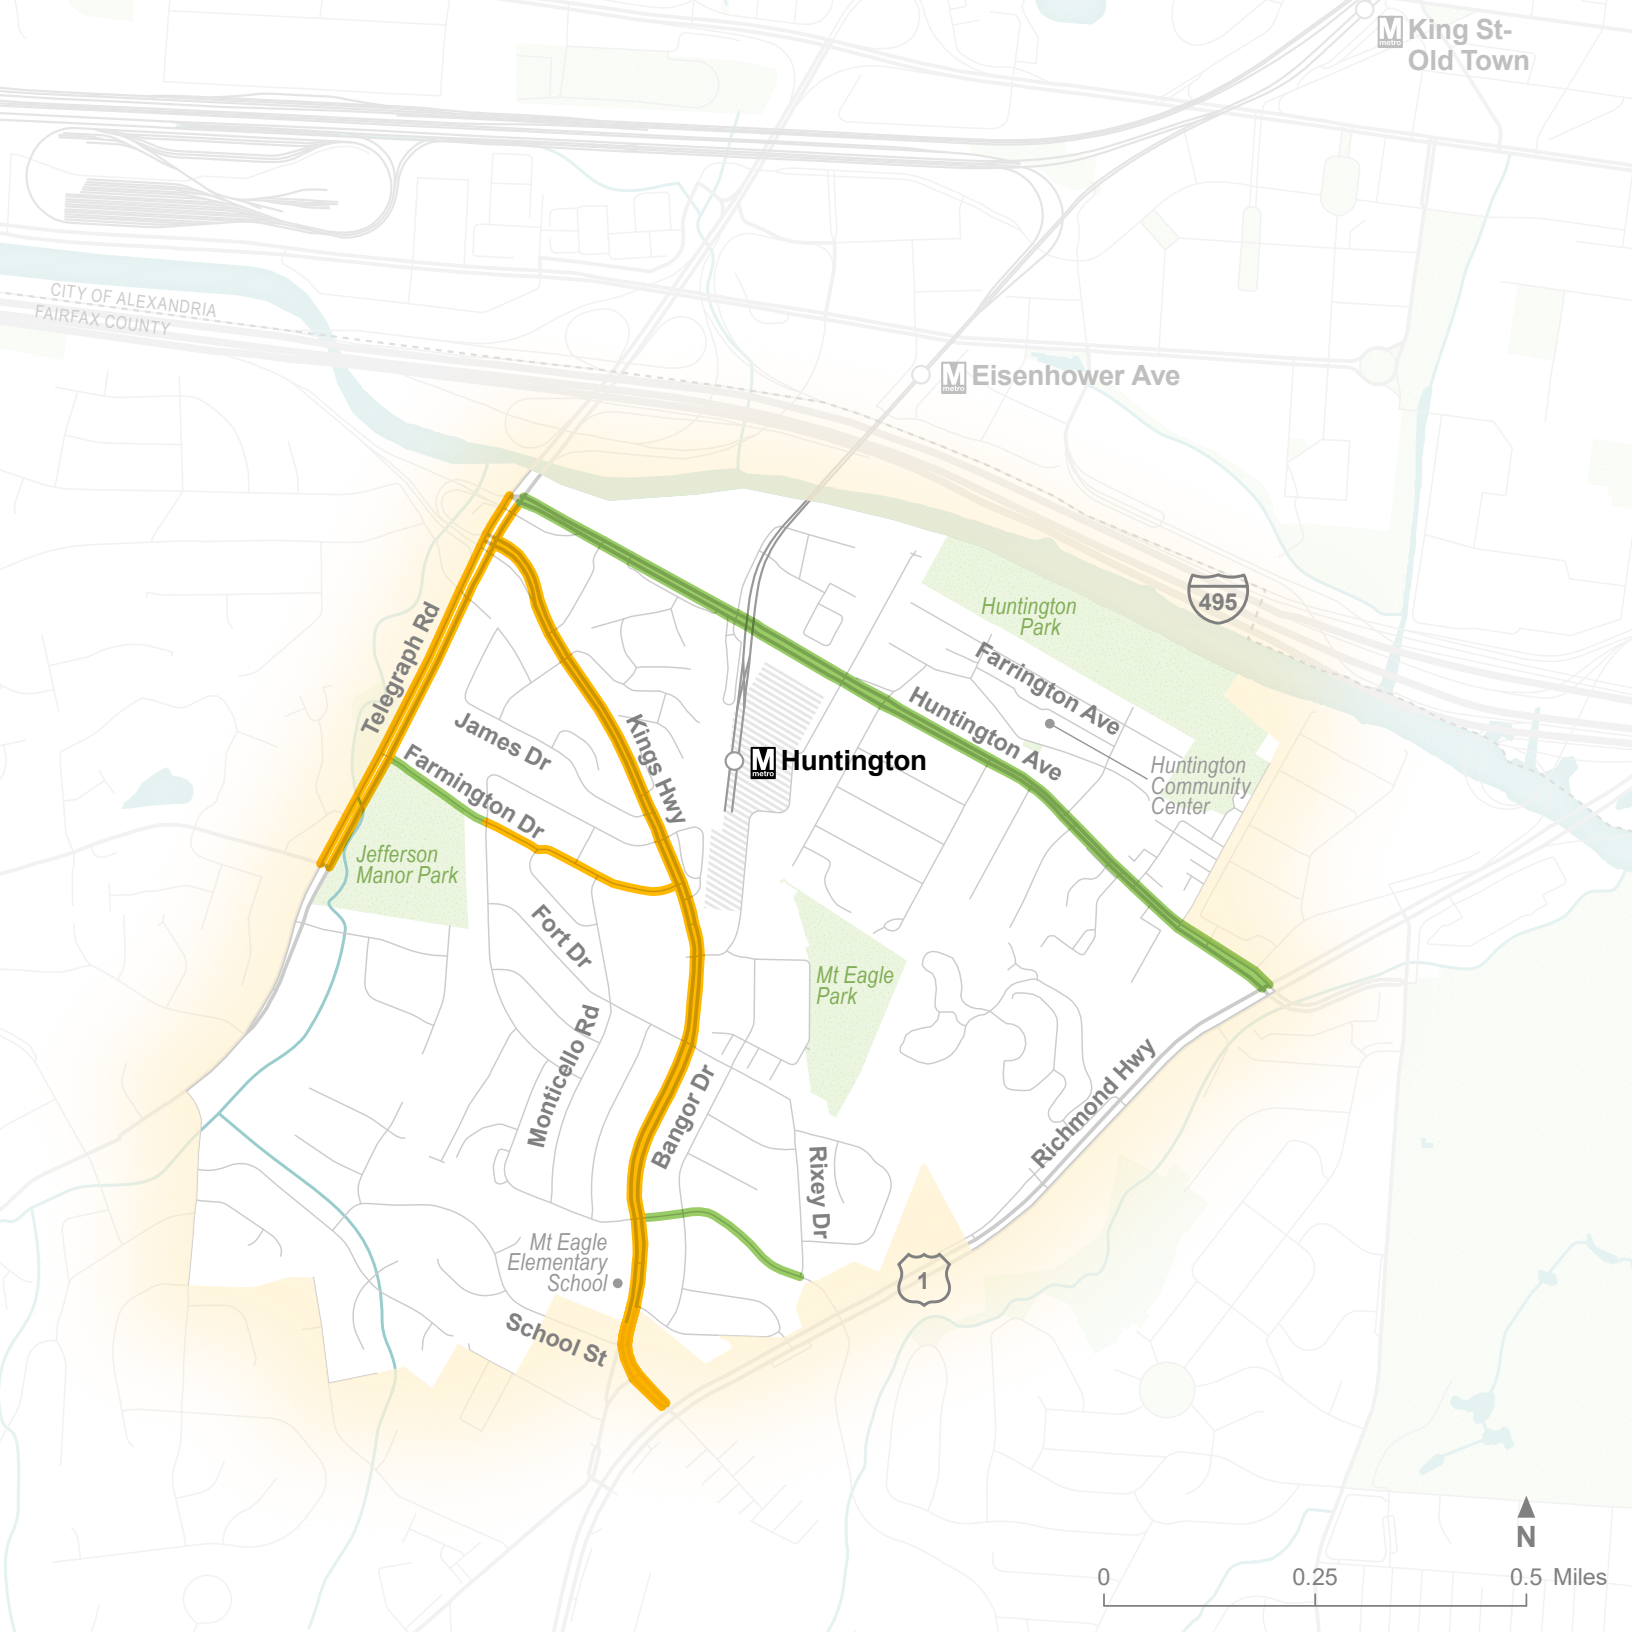 M
metro
King St-
Old Town
CITY OF ALEXANDRIA
FAIRFAX COUNTY
M
metro
Eisenhower Ave
495
Huntington
Park
Farrington Ave
Telegraph Rd
Huntington Ave
James Dr
Kings Hwy
M
metro
Huntington
Farmington Dr
Huntington
Community
Center
Jefferson
Manor Park
Fort Dr
Mt Eagle
Park
Monticello Rd
Bangor Dr
Richmond Hwy
Rixey Dr
Mt Eagle
Elementary
School
1
School St
N
0 0.25 0.5 Miles